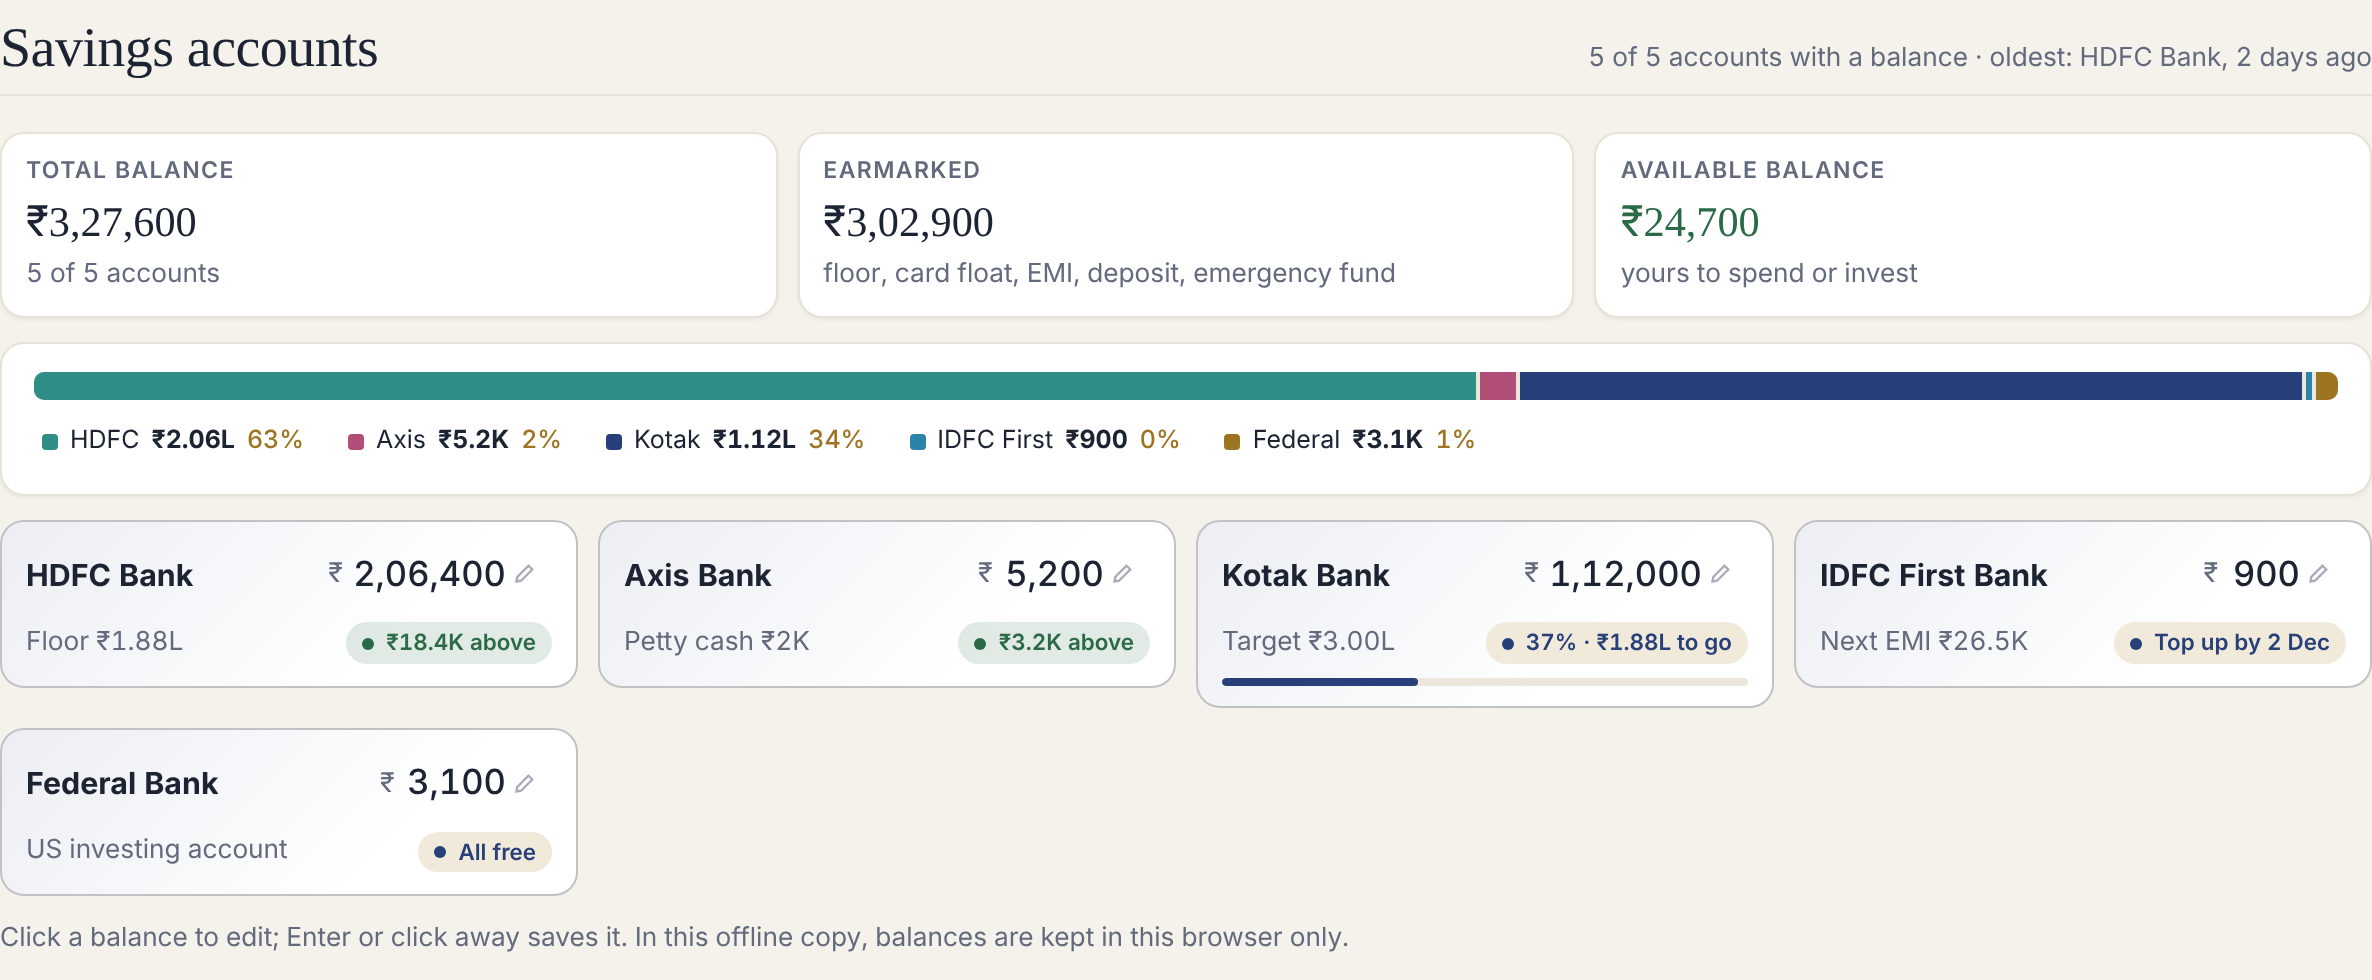 Savings accounts
5 of 5 accounts with a balance · oldest: HDFC Bank, 2 days ago
TOTAL BALANCE
₹3,27,600
5 of 5 accounts
EARMARKED
₹3,02,900
floor, card float, EMI, deposit, emergency fund
AVAILABLE BALANCE
₹24,700
yours to spend or invest
HDFC ₹2.06L 63% Axis ₹5.2K 2% Kotak ₹1.12L 34% IDFC First ₹900 0% Federal ₹3.1K 1%
HDFC Bank ₹ 2,06,400
Floor ₹1.88L ₹18.4K above
Axis Bank ₹ 5,200
Petty cash ₹2K ₹3.2K above
Kotak Bank ₹ 1,12,000
Target ₹3.00L 37% · ₹1.88L to go
IDFC First Bank ₹ 900
Next EMI ₹26.5K Top up by 2 Dec
Federal Bank ₹ 3,100
US investing account All free
Click a balance to edit; Enter or click away saves it. In this offline copy, balances are kept in this browser only.